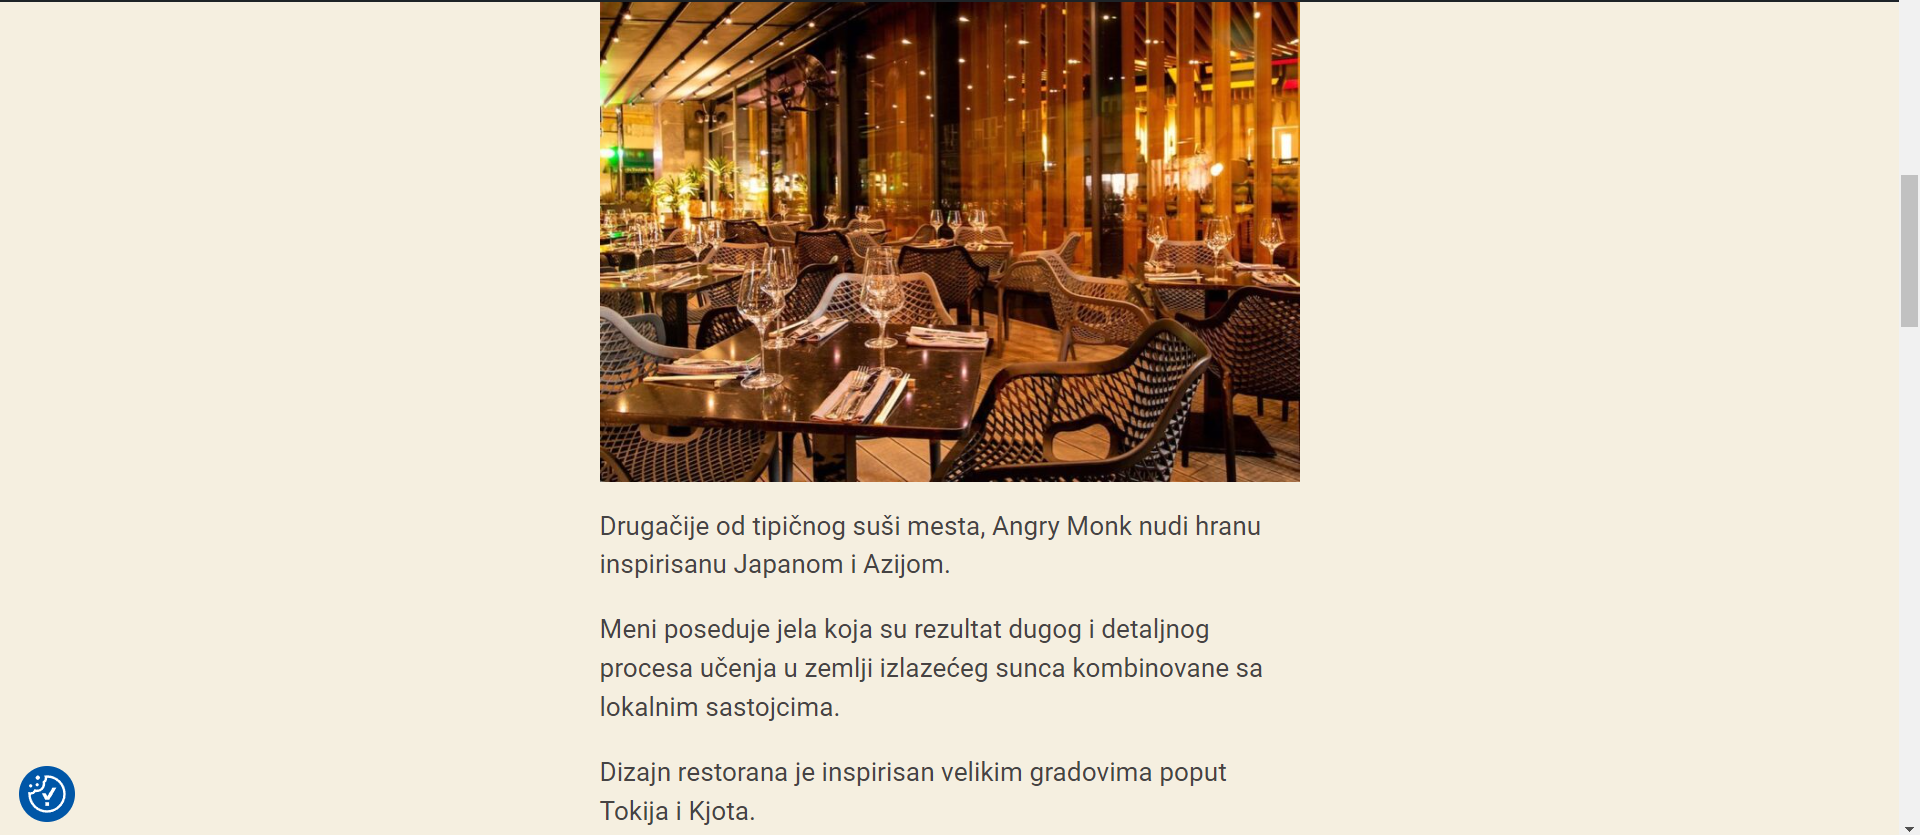 Drugačije od tipičnog suši mesta, Angry Monk nudi hranu
inspirisanu Japanom i Azijom.
Meni poseduje jela koja su rezultat dugog i detaljnog
procesa učenja u zemlji izlazećeg sunca kombinovane sa
lokalnim sastojcima.
Dizajn restorana je inspirisan velikim gradovima poput
Tokija i Kjota.